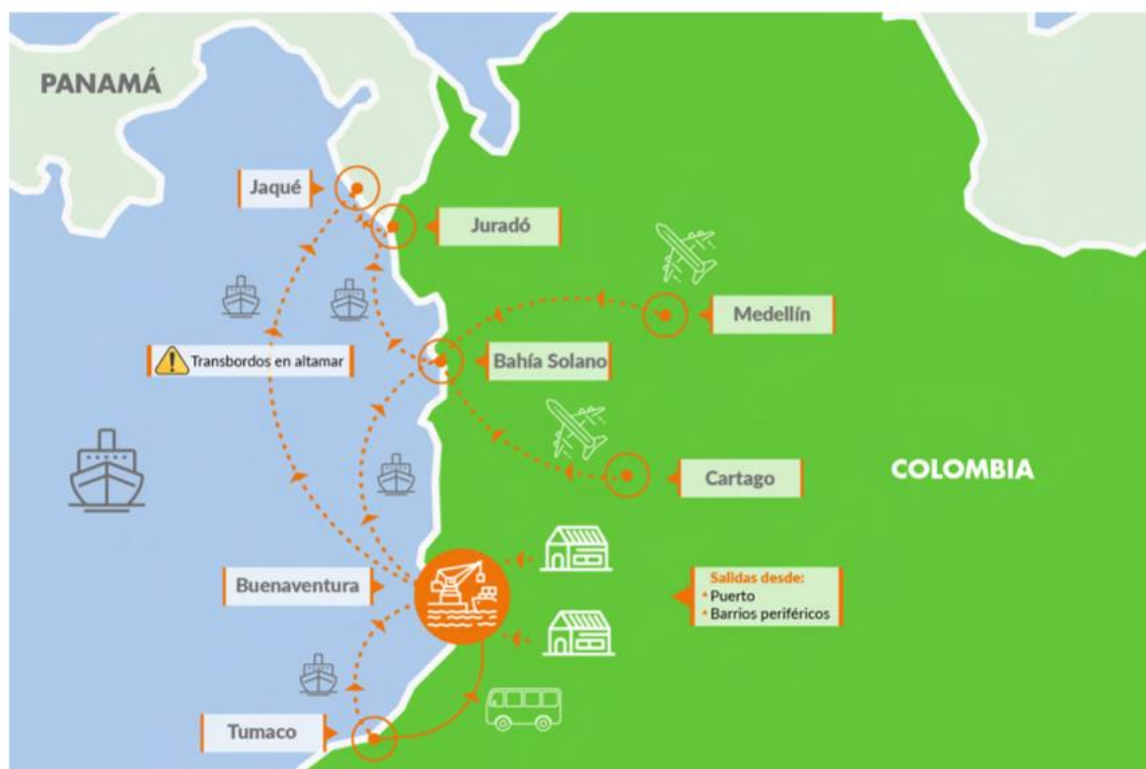 PANAMÁ
Jaqué
Juradó
Medellín
Transbordos en altamar
Bahía Solano
Cartago
COLOMBIA
Buenaventura
Salidas desde:
Puerto
Barrios periféricos
Tumaco